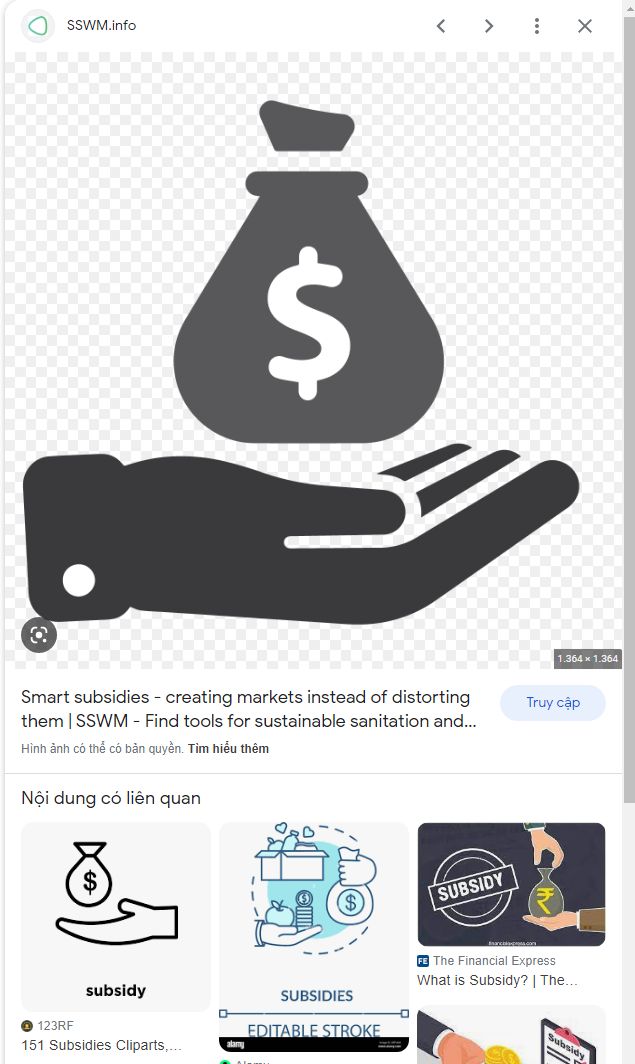 SSWM.info
$
1.364 × 1.364
Smart subsidies - creating markets instead of distorting
them | SSWM - Find tools for sustainable sanitation and...
Truy cập
Hình ảnh có thể có bản quyền. Tìm hiểu thêm
Nội dung có liên quan
$
subsidy
123RF
151 Subsidies Cliparts,...
$
$
SUBSIDIES
EDITABLE STROKE
alamy
SUBSIDY
₹
financialexpress.com
FE The Financial Express
What is Subsidy? | The...
Subsidy